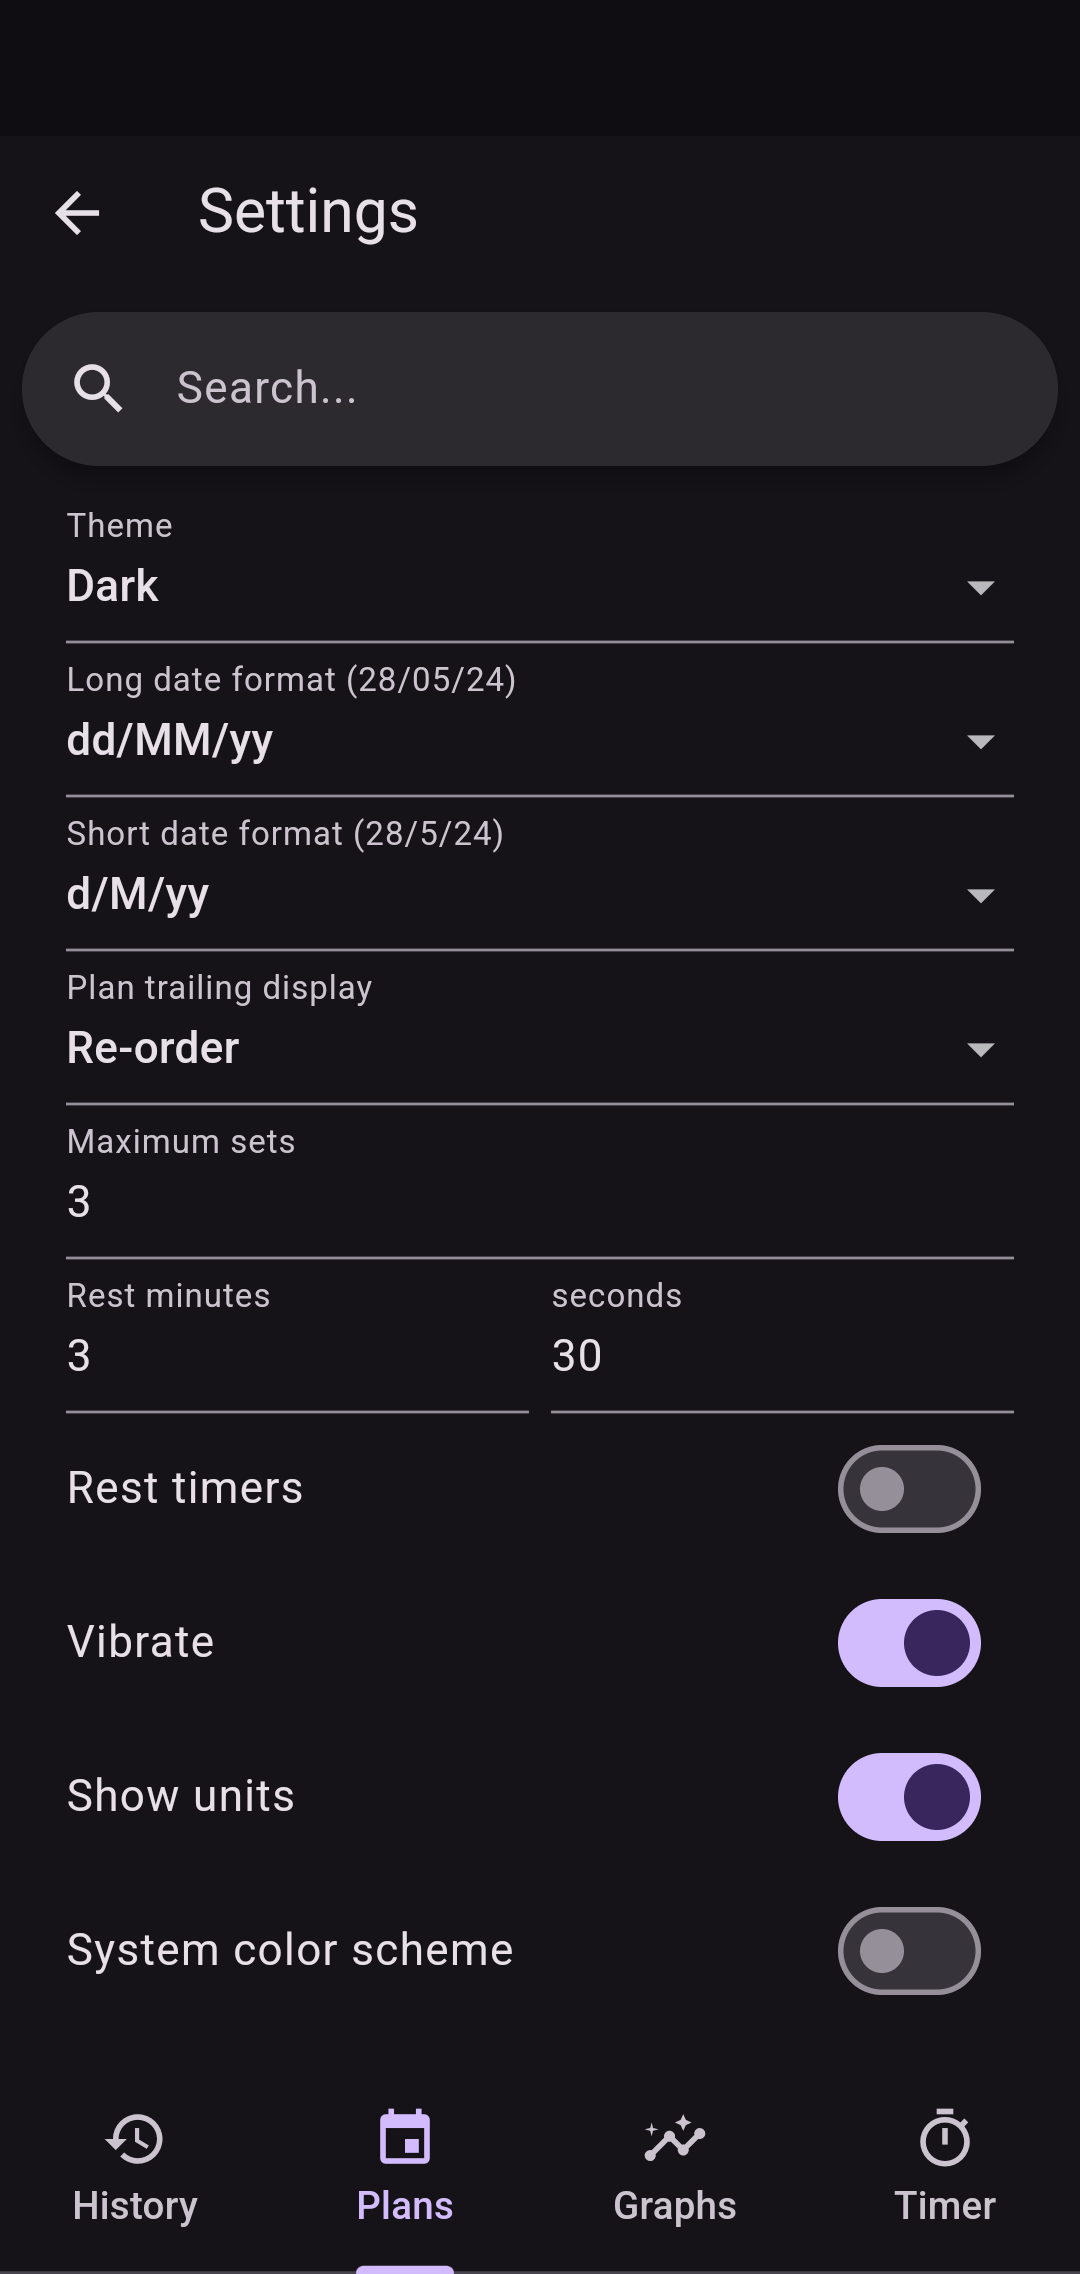 Settings
Search...
Theme
Dark
Long date format (28/05/24)
dd/MM/yy
Short date format (28/5/24)
d/M/yy
Plan trailing display
Re-order
Maximum sets
3
Rest minutes seconds
3 30
Rest timers
Vibrate
Show units
System color scheme
History Plans Graphs Timer